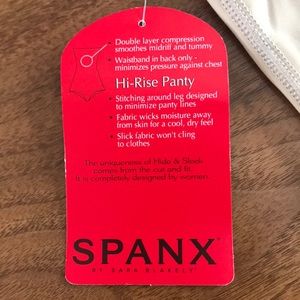 • Double layer compression
smoothes midriff and tummy
• Waistband in back only -
minimizes pressure against chest
Hi-Rise Panty
• Stitching around leg designed
to minimize panty lines
• Fabric wicks moisture away
from skin for a cool, dry feel
• Slick fabric won't cling
to clothes
The uniqueness of Hide & Sleek
comes from the cut and fit.
It is completely designed by women.
SPANX
BY SARA BLAKELY